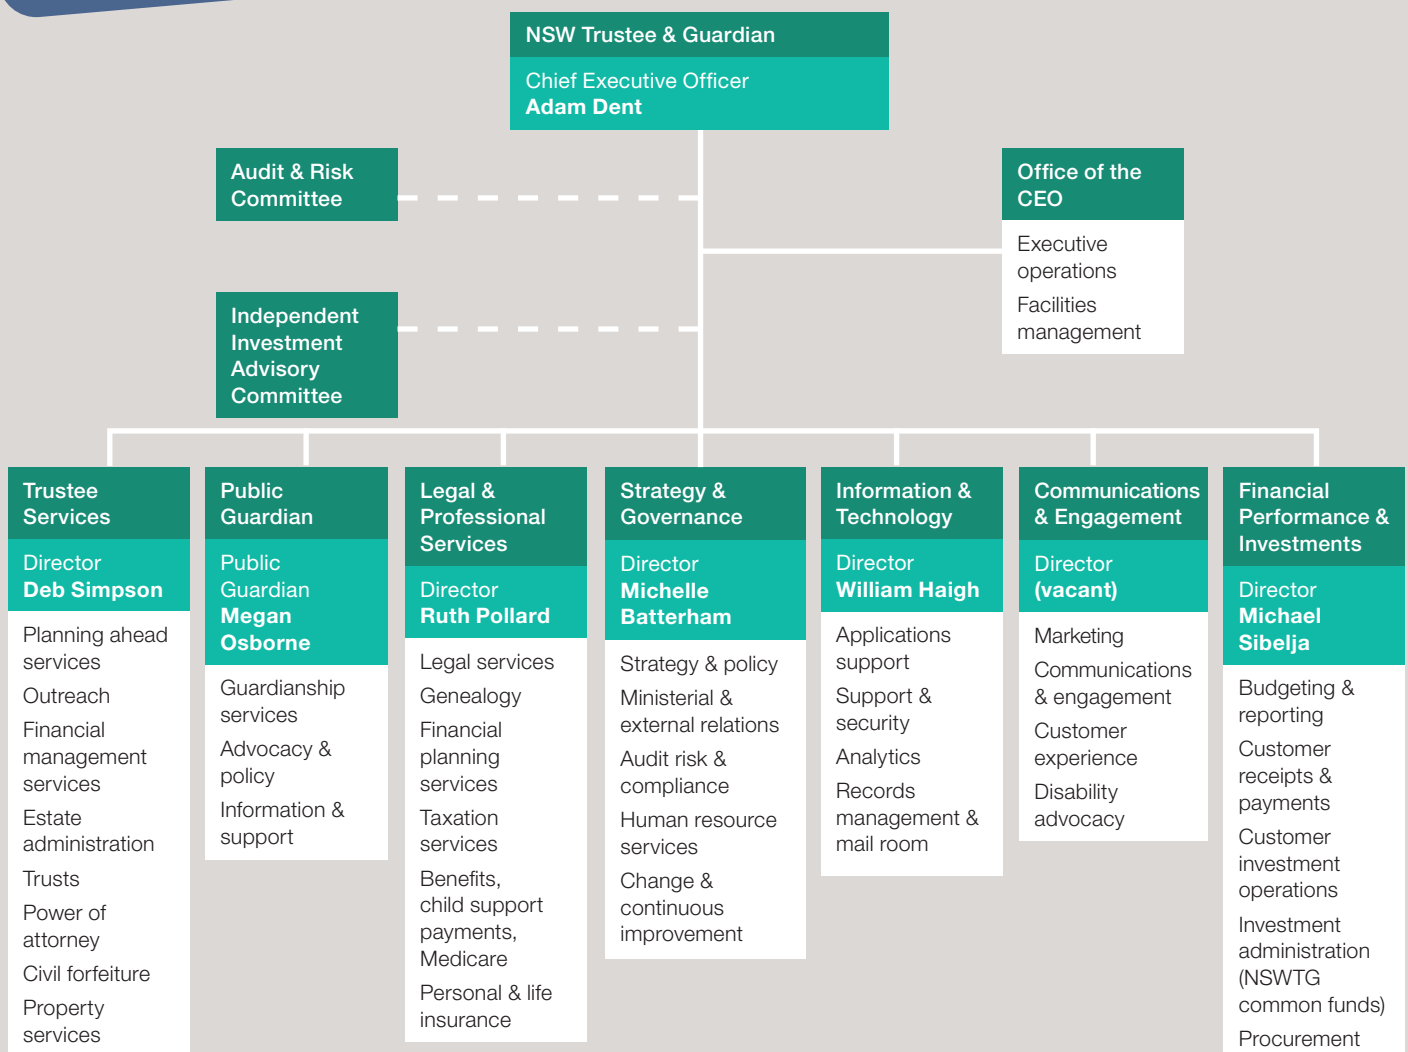 NSW Trustee & Guardian
Chief Executive Officer
Adam Dent
Audit & Risk
Committee
Office of the
CEO
Executive
operations
Facilities
management
Independent
Investment
Advisory
Committee
Trustee
Services
Director
Deb Simpson
Planning ahead
services
Outreach
Financial
management
services
Estate
administration
Trusts
Power of
attorney
Civil forfeiture
Property
services
Public
Guardian
Public
Guardian
Megan
Osborne
Guardianship
services
Advocacy &
policy
Information &
support
Legal &
Professional
Services
Director
Ruth Pollard
Legal services
Genealogy
Financial
planning
services
Taxation
services
Benefits,
child support
payments,
Medicare
Personal & life
insurance
Strategy &
Governance
Director
Michelle
Batterham
Strategy & policy
Ministerial &
external relations
Audit risk &
compliance
Human resource
services
Change &
continuous
improvement
Information &
Technology
Director
William Haigh
Applications
support
Support &
security
Analytics
Records
management &
mail room
Communications
& Engagement
Director
(vacant)
Marketing
Communications
& engagement
Customer
experience
Disability
advocacy
Financial
Performance &
Investments
Director
Michael
Sibelja
Budgeting &
reporting
Customer
receipts &
payments
Customer
investment
operations
Investment
administration
(NSWTG
common funds)
Procurement